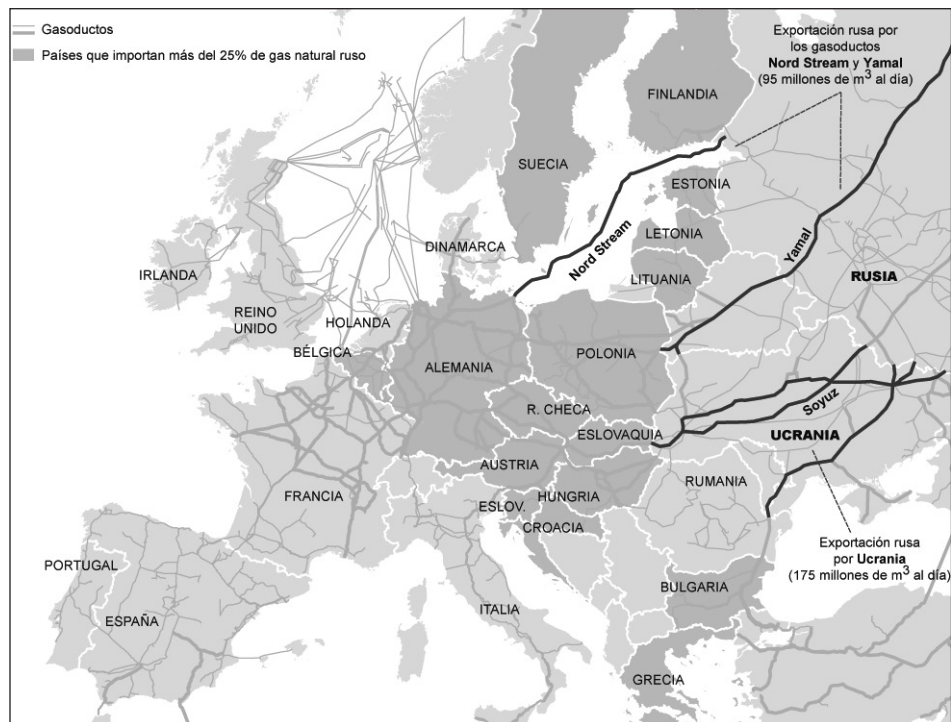 Gasoductos
Países que importan más del 25% de gas natural ruso
Exportación rusa por
los gasoductos
Nord Stream y Yamal
(95 millones de m³ al día)
FINLANDIA
SUECIA
ESTONIA
LETONIA
DINAMARCA
Nord Stream
Yamal
LITUANIA
RUSIA
IRLANDA
REINO
UNIDO
HOLANDA
BÉLGICA
ALEMANIA
POLONIA
R. CHECA
Soyuz
ESLOVAQUIA
UCRANIA
AUSTRIA
RUMANIA
FRANCIA
HUNGRIA
ESLOV.
CROACIA
Exportación rusa
por Ucrania
(175 millones de m³ al día)
PORTUGAL
BULGARIA
ITALIA
ESPAÑA
GRECIA